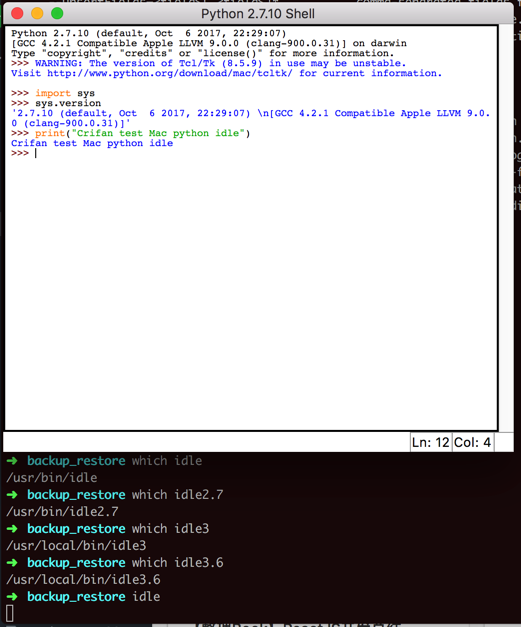 Python 2.7.10 Shell
Python 2.7.10 (default, Oct  6 2017, 22:29:07)
[GCC 4.2.1 Compatible Apple LLVM 9.0.0 (clang-900.0.31)] on darwin
Type "copyright", "credits" or "license()" for more information.
>>> WARNING: The version of Tcl/Tk (8.5.9) in use may be unstable.
Visit http://www.python.org/download/mac/tcltk/ for current information.
>>> import sys
>>> sys.version
'2.7.10 (default, Oct  6 2017, 22:29:07) \n[GCC 4.2.1 Compatible Apple LLVM 9.0.
0 (clang-900.0.31)]'
>>> print("Crifan test Mac python idle")
Crifan test Mac python idle
>>>
Ln: 12 Col: 4
➜ backup_restore which idle
/usr/bin/idle
➜ backup_restore which idle2.7
/usr/bin/idle2.7
➜ backup_restore which idle3
/usr/local/bin/idle3
➜ backup_restore which idle3.6
/usr/local/bin/idle3.6
➜ backup_restore idle